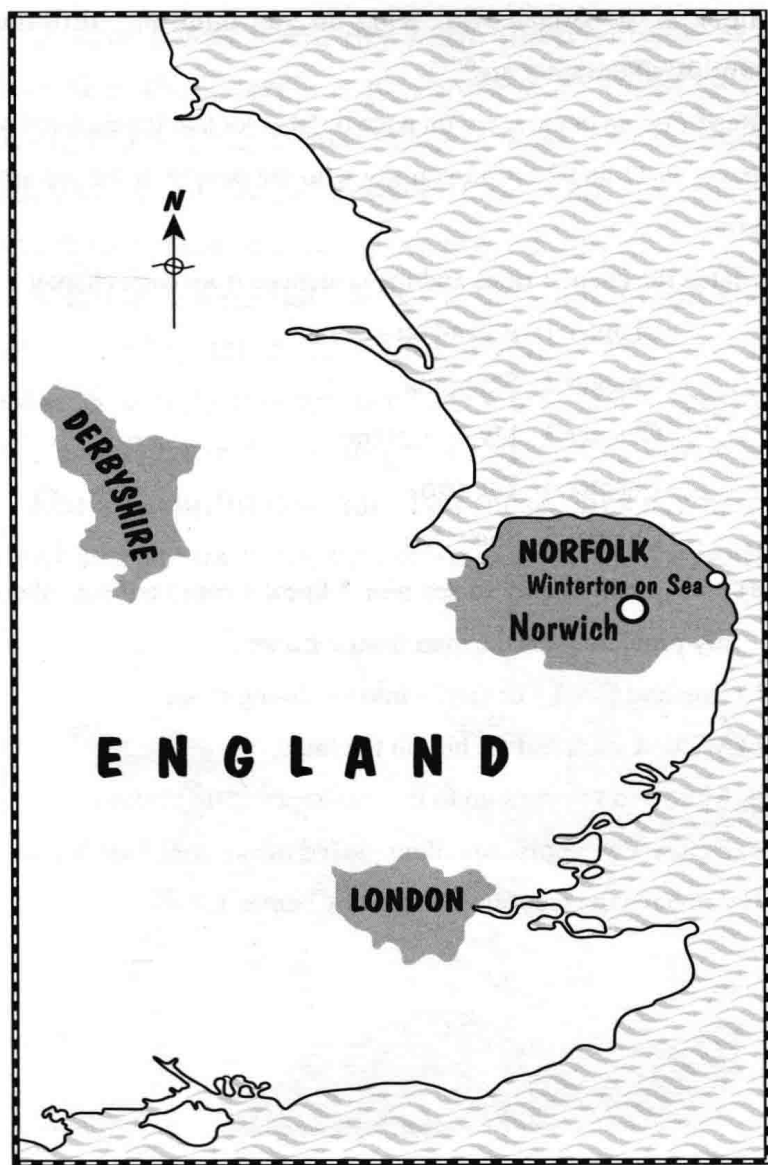 N
DERBYSHIRE
NORFOLK
Winterton on Sea
Norwich
ENGLAND
LONDON